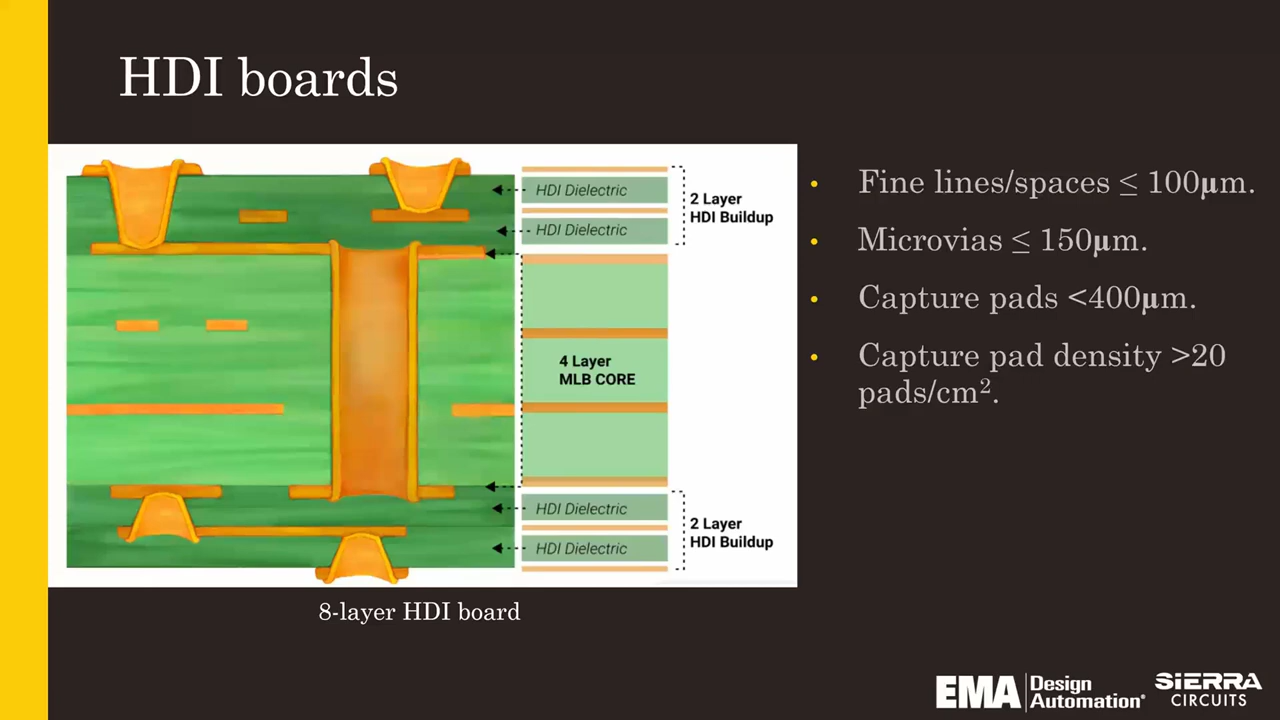 HDI boards
HDI Dielectric
HDI Dielectric
2 Layer
HDI Buildup
4 Layer
MLB CORE
HDI Dielectric
HDI Dielectric
2 Layer
HDI Buildup
8-layer HDI board
• Fine lines/spaces ≤ 100µm.
• Microvias ≤ 150µm.
• Capture pads <400µm.
• Capture pad density >20
pads/cm².
EMA Design
Automation®
SIERRA
CIRCUITS